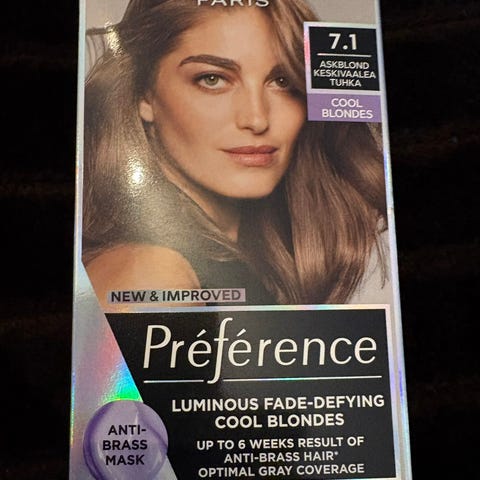 PARIS
7.1
ASKBLOND
KESKIVAALEA
TUHKA
COOL
BLONDES
NEW & IMPROVED
Préférence
LUMINOUS FADE-DEFYING
COOL BLONDES
ANTI-
BRASS
MASK
UP TO 6 WEEKS RESULT OF
ANTI-BRASS HAIR*
OPTIMAL GRAY COVERAGE